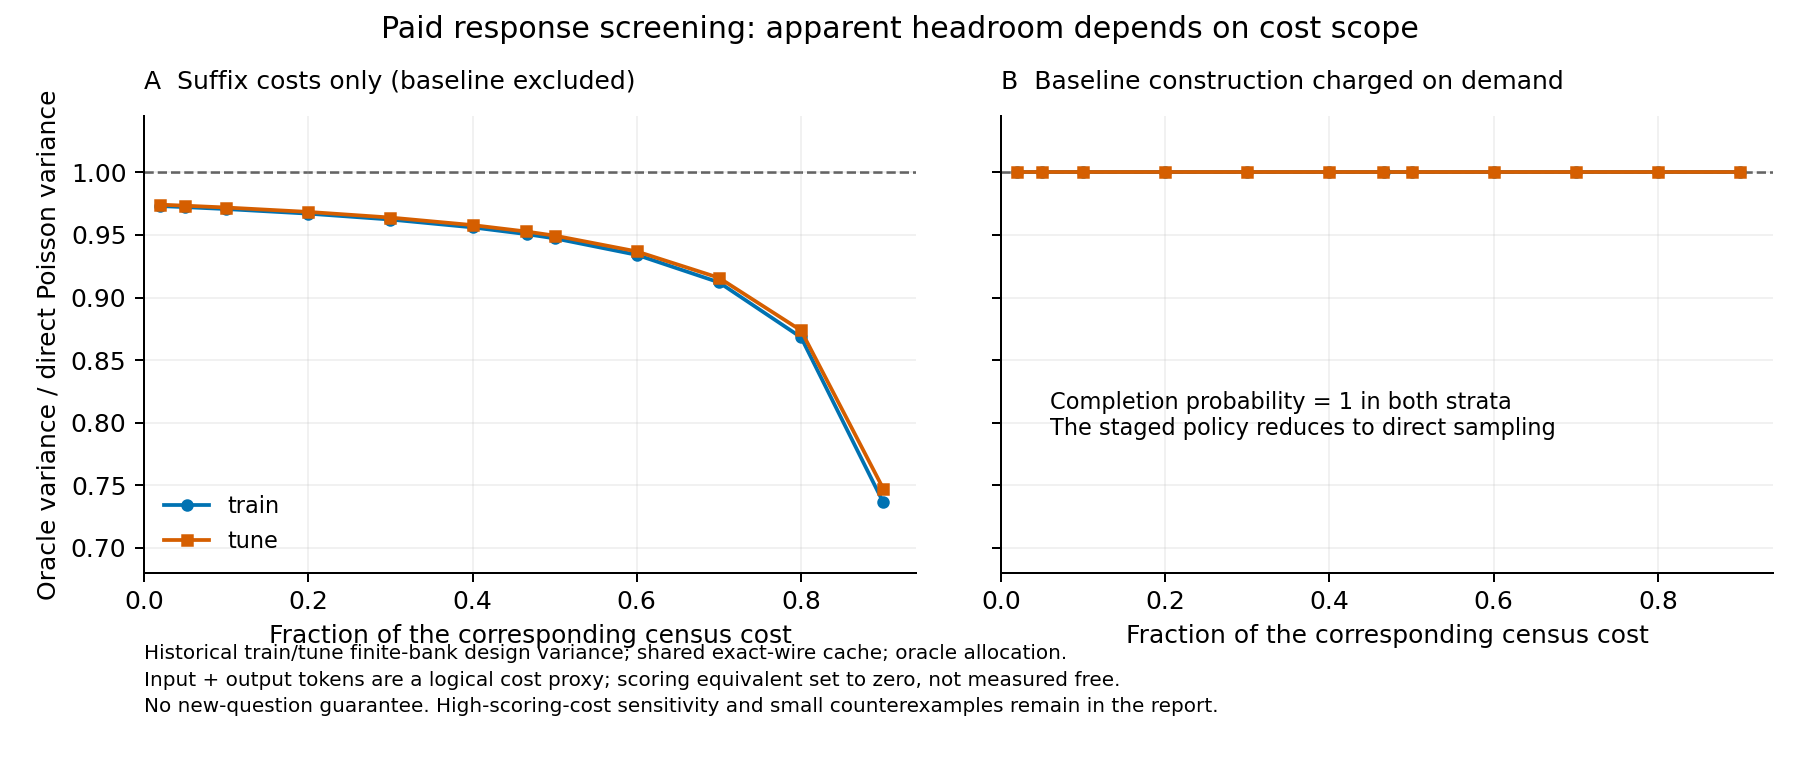 Paid response screening: apparent headroom depends on cost scope
A  Suffix costs only (baseline excluded)
Oracle variance / direct Poisson variance
1.00
0.95
0.90
0.85
0.80
0.75
0.70
train
tune
0.0 0.2 0.4 0.6 0.8
Fraction of the corresponding census cost
B  Baseline construction charged on demand
Completion probability = 1 in both strata
The staged policy reduces to direct sampling
0.0 0.2 0.4 0.6 0.8
Fraction of the corresponding census cost
Historical train/tune finite-bank design variance; shared exact-wire cache; oracle allocation.
Input + output tokens are a logical cost proxy; scoring equivalent set to zero, not measured free.
No new-question guarantee. High-scoring-cost sensitivity and small counterexamples remain in the report.